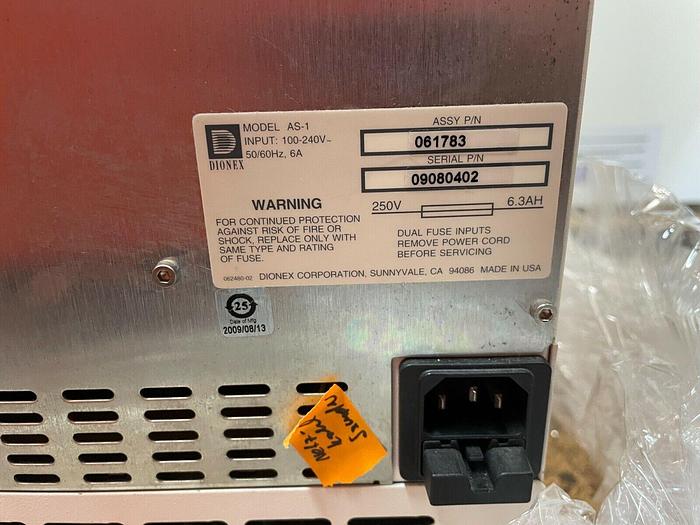 MODEL AS-1
INPUT: 100-240V~
50/60Hz, 6A
DIONEX
ASSY P/N
061783
SERIAL P/N
09080402
WARNING
FOR CONTINUED PROTECTION
AGAINST RISK OF FIRE OR
SHOCK, REPLACE ONLY WITH
SAME TYPE AND RATING
OF FUSE.
250V 6.3AH
DUAL FUSE INPUTS
REMOVE POWER CORD
BEFORE SERVICING
062480-02 DIONEX CORPORATION, SUNNYVALE, CA 94086 MADE IN USA
25
Date of Mfg
2009/08/13